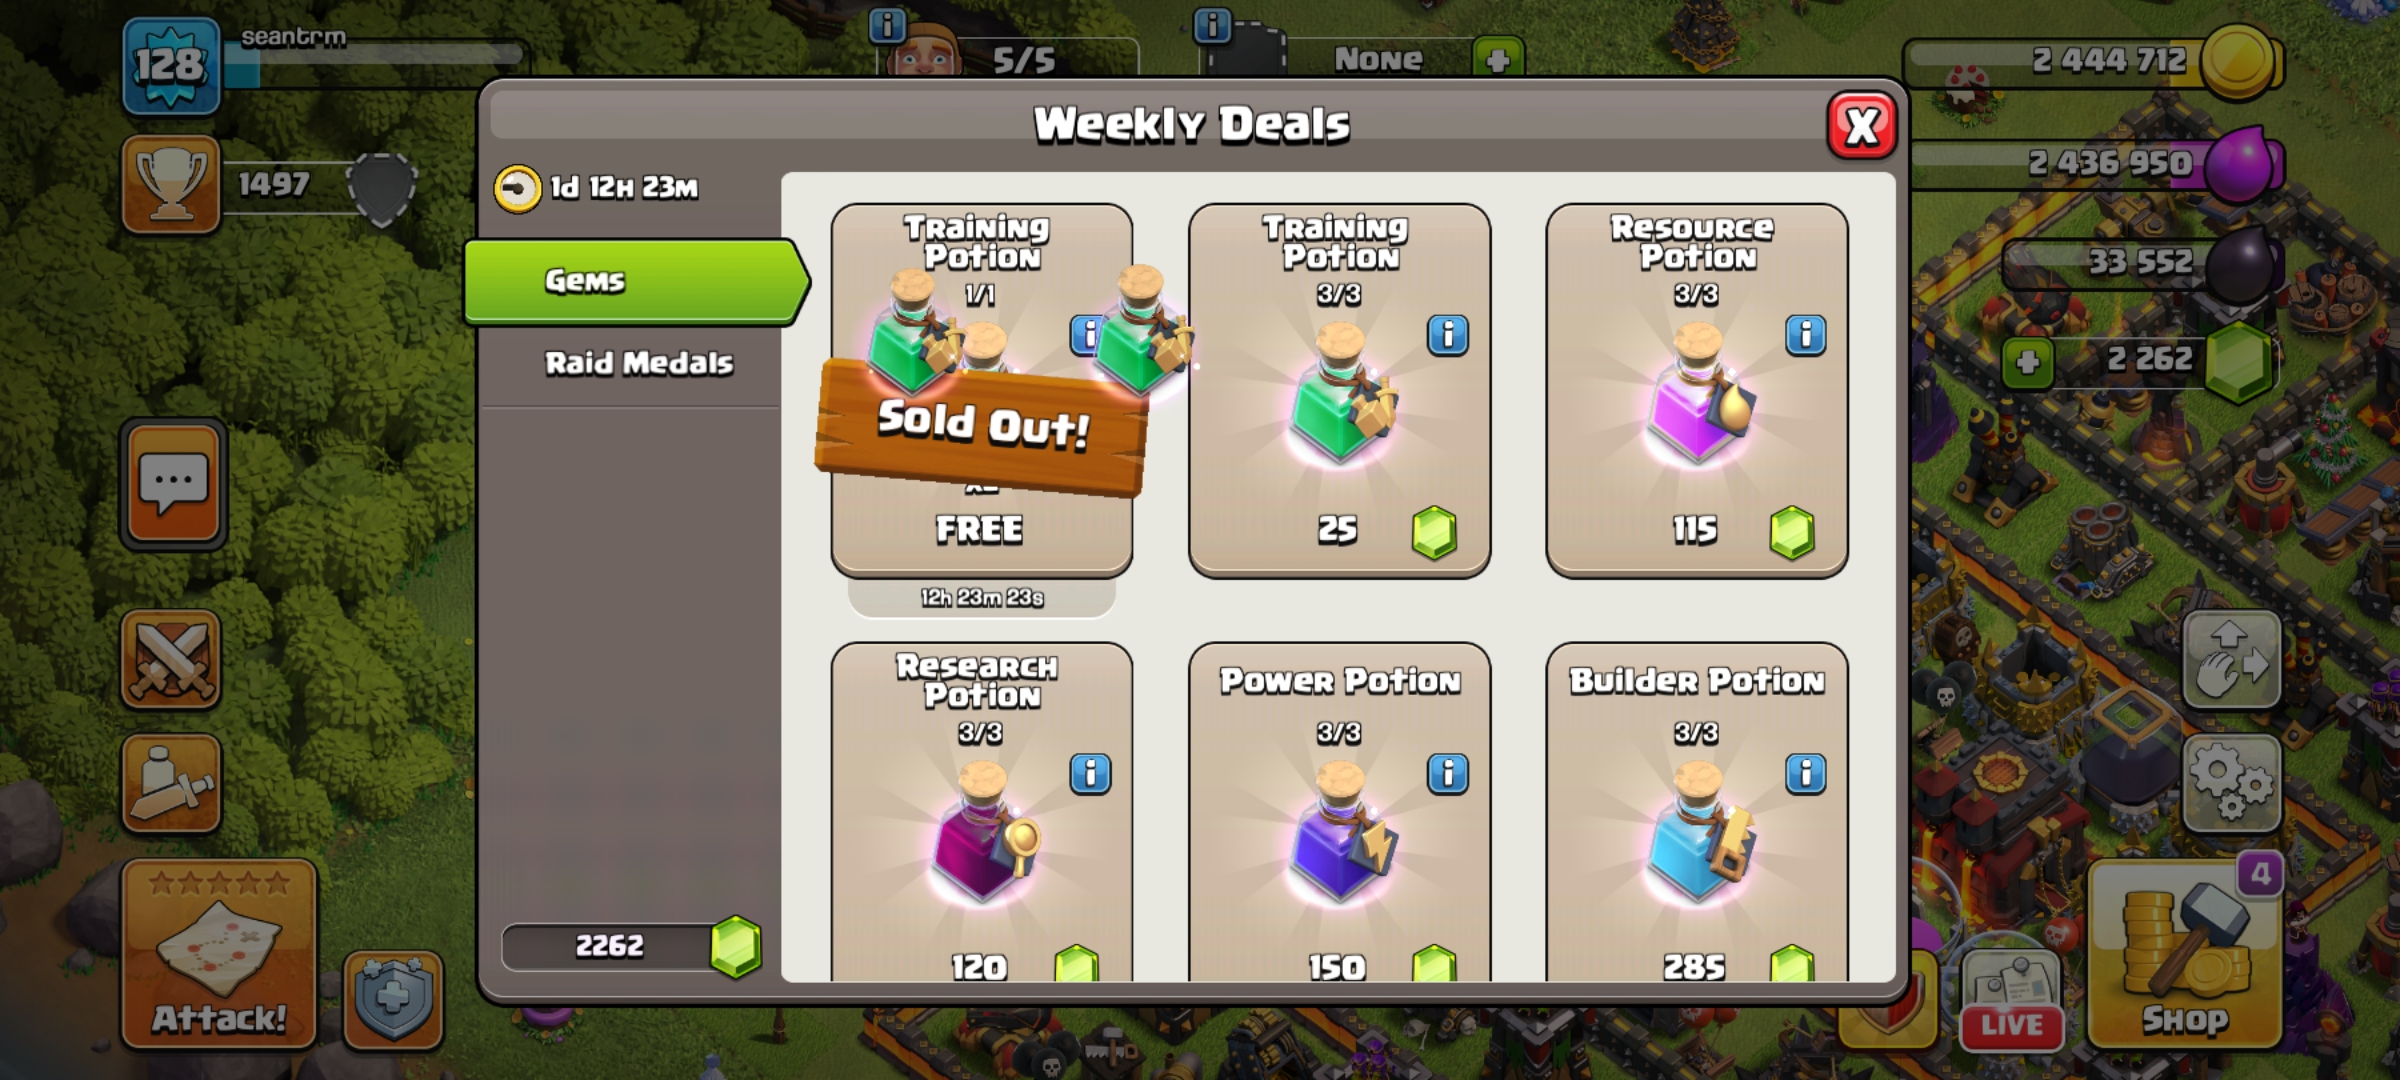 128
seantrm
5/5
None
2 444 712
Weekly Deals
X
1497
1d 12H 23M
2 436 950
Gems
Raid Medals
33 552
2 262
Training
Potion
1/1
Sold Out!
FREE
12h 23m 23s
Training
Potion
3/3
25
Resource
Potion
3/3
115
Research
Potion
3/3
120
Power Potion
3/3
150
Builder Potion
3/3
285
2262
Attack!
4
LIVE
Shop